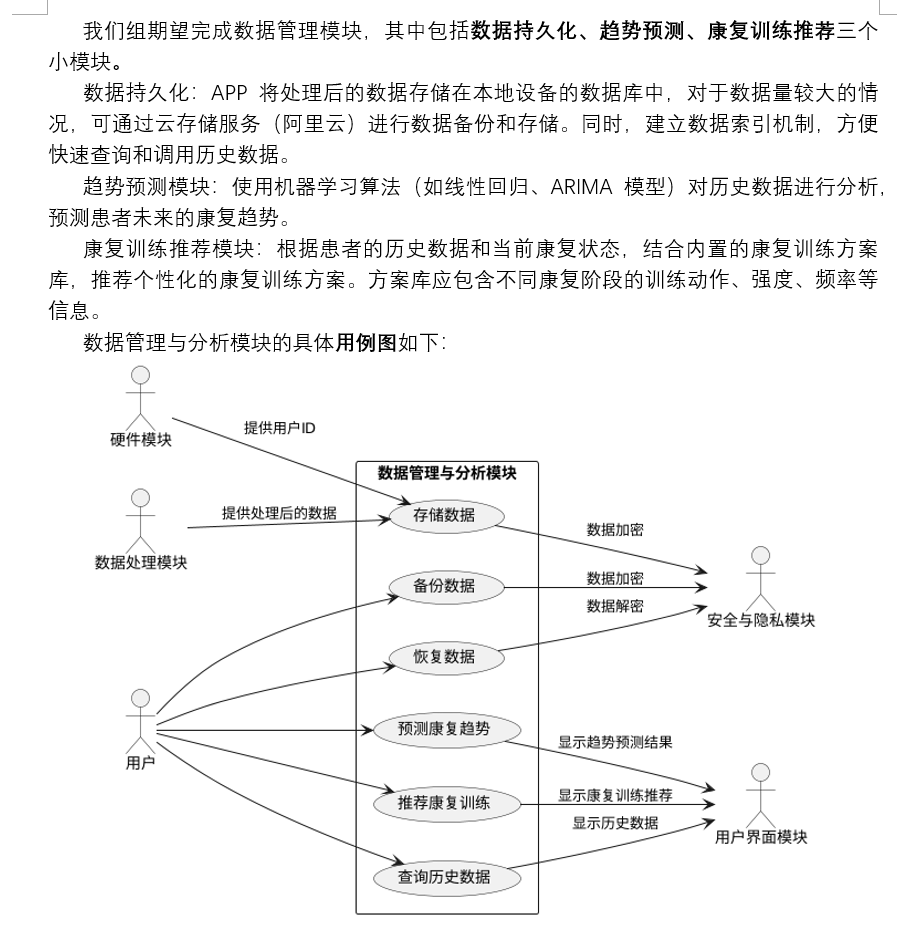 我们组期望完成数据管理模块，其中包括数据持久化、趋势预测、康复训练推荐三个
小模块。
数据持久化：APP 将处理后的数据存储在本地设备的数据库中，对于数据量较大的情
况，可通过云存储服务（阿里云）进行数据备份和存储。同时，建立数据索引机制，方便
快速查询和调用历史数据。
趋势预测模块：使用机器学习算法（如线性回归、ARIMA 模型）对历史数据进行分析，
预测患者未来的康复趋势。
康复训练推荐模块：根据患者的历史数据和当前康复状态，结合内置的康复训练方案
库，推荐个性化的康复训练方案。方案库应包含不同康复阶段的训练动作、强度、频率等
信息。
数据管理与分析模块的具体用例图如下：
硬件模块
提供用户ID
数据管理与分析模块
提供处理后的数据
存储数据
数据处理模块
数据加密
备份数据
数据加密
数据解密
安全与隐私模块
恢复数据
用户
预测康复趋势
显示趋势预测结果
推荐康复训练
显示康复训练推荐
显示历史数据
用户界面模块
查询历史数据